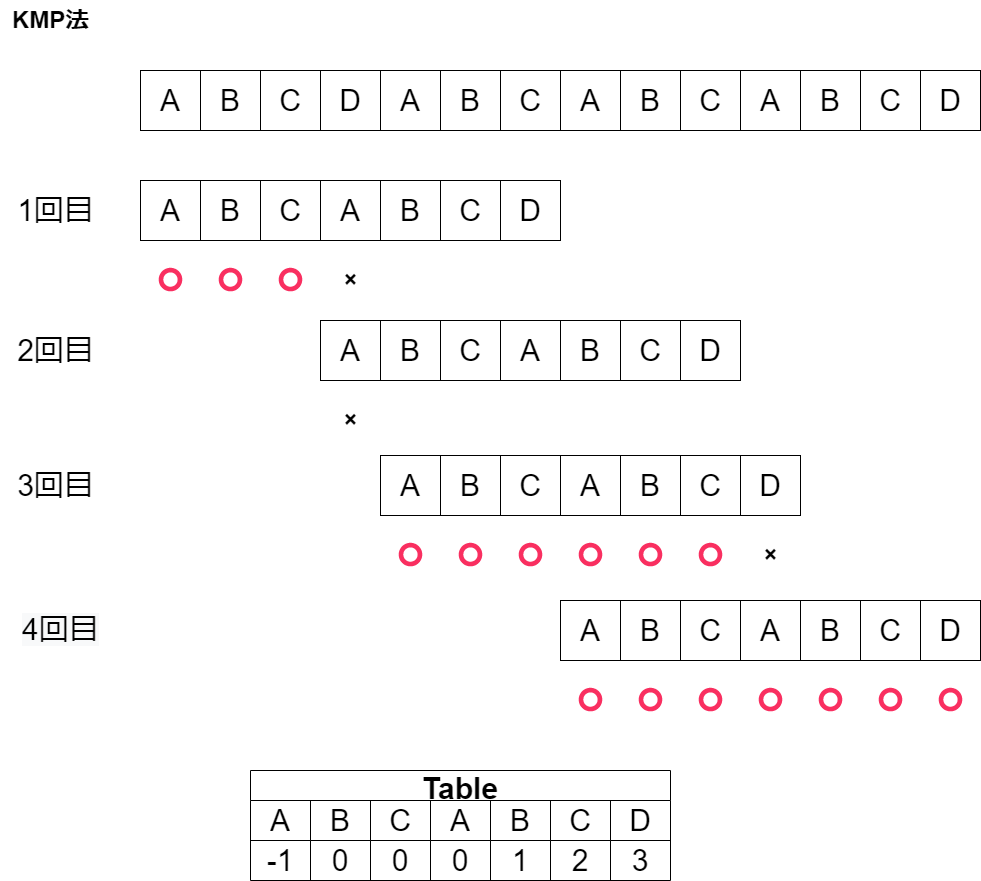 KMP法
A B C D A B C A B C A B C D
1回目 A B C A B C D
×
2回目 A B C A B C D
×
3回目 A B C A B C D
×
4回目 A B C A B C D
Table
A B C A B C D
-1 0 0 0 1 2 3